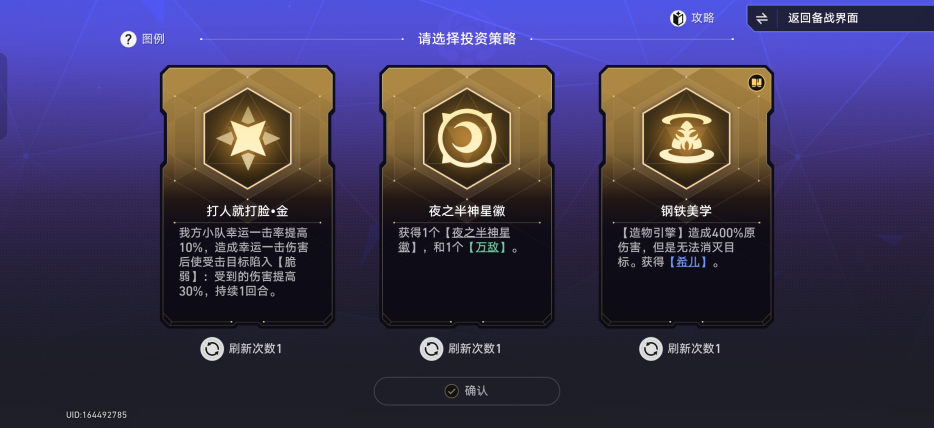 攻略
返回备战界面
图例
请选择投资策略
打人就打脸•金
我方小队幸运一击率提高
10%，造成幸运一击伤害
后使受击目标陷入【脆
弱】：受到的伤害提高
30%，持续1回合。
夜之半神星徽
获得1个【夜之半神星
徽】，和1个【万敌】。
钢铁美学
【造物引擎】造成400%原
伤害，但是无法消灭目
标。获得【希儿】。
刷新次数1
刷新次数1
刷新次数1
确认
UID:164492785